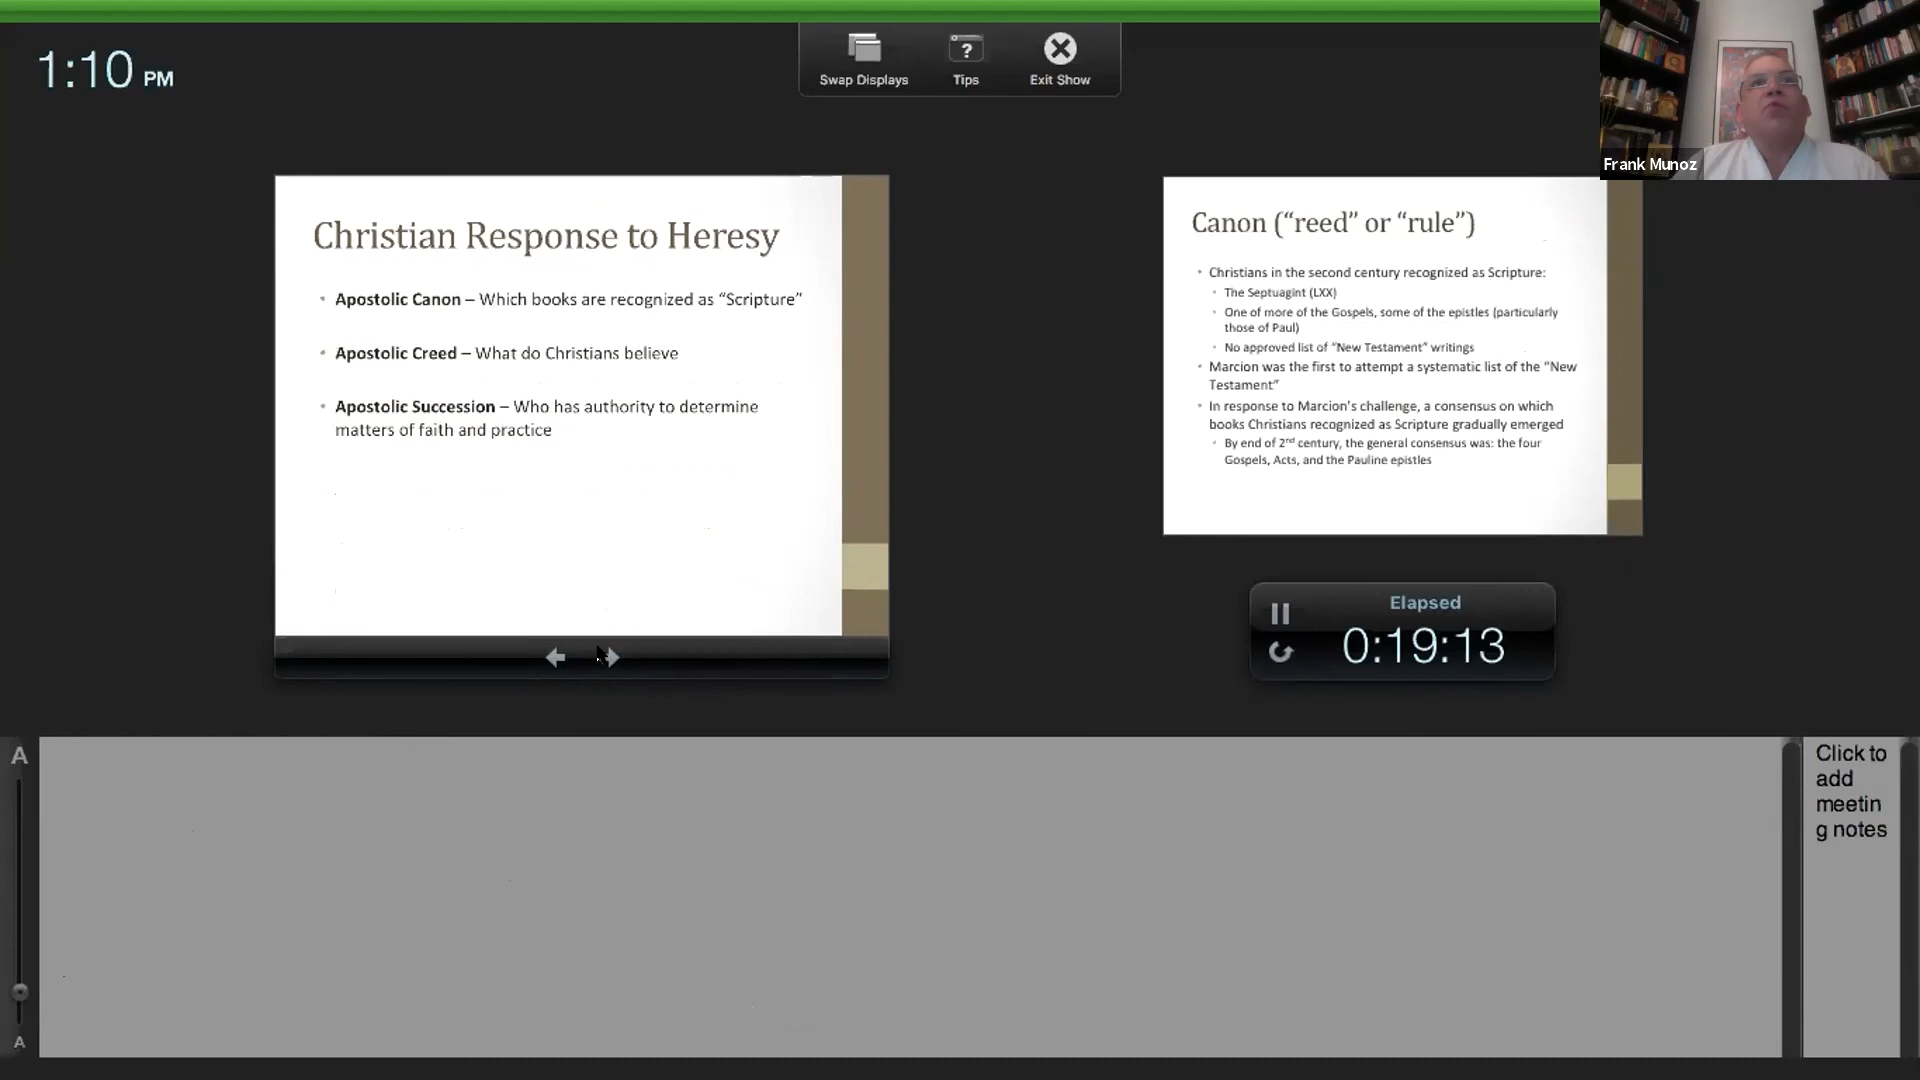 1:10 PM
Swap Displays
Tips
Exit Show
Frank Munoz
Christian Response to Heresy
• Apostolic Canon – Which books are recognized as “Scripture”
• Apostolic Creed – What do Christians believe
• Apostolic Succession – Who has authority to determine
matters of faith and practice
Canon (“reed” or “rule”)
• Christians in the second century recognized as Scripture:
• The Septuagint (LXX)
• One of more of the Gospels, some of the epistles (particularly
those of Paul)
• No approved list of “New Testament” writings
• Marcion was the first to attempt a systematic list of the “New
Testament”
• In response to Marcion’s challenge, a consensus on which
books Christians recognized as Scripture gradually emerged
• By end of 2nd century, the general consensus was: the four
Gospels, Acts, and the Pauline epistles
Elapsed
0:19:13
A
A
Click to
add
meetin
g notes